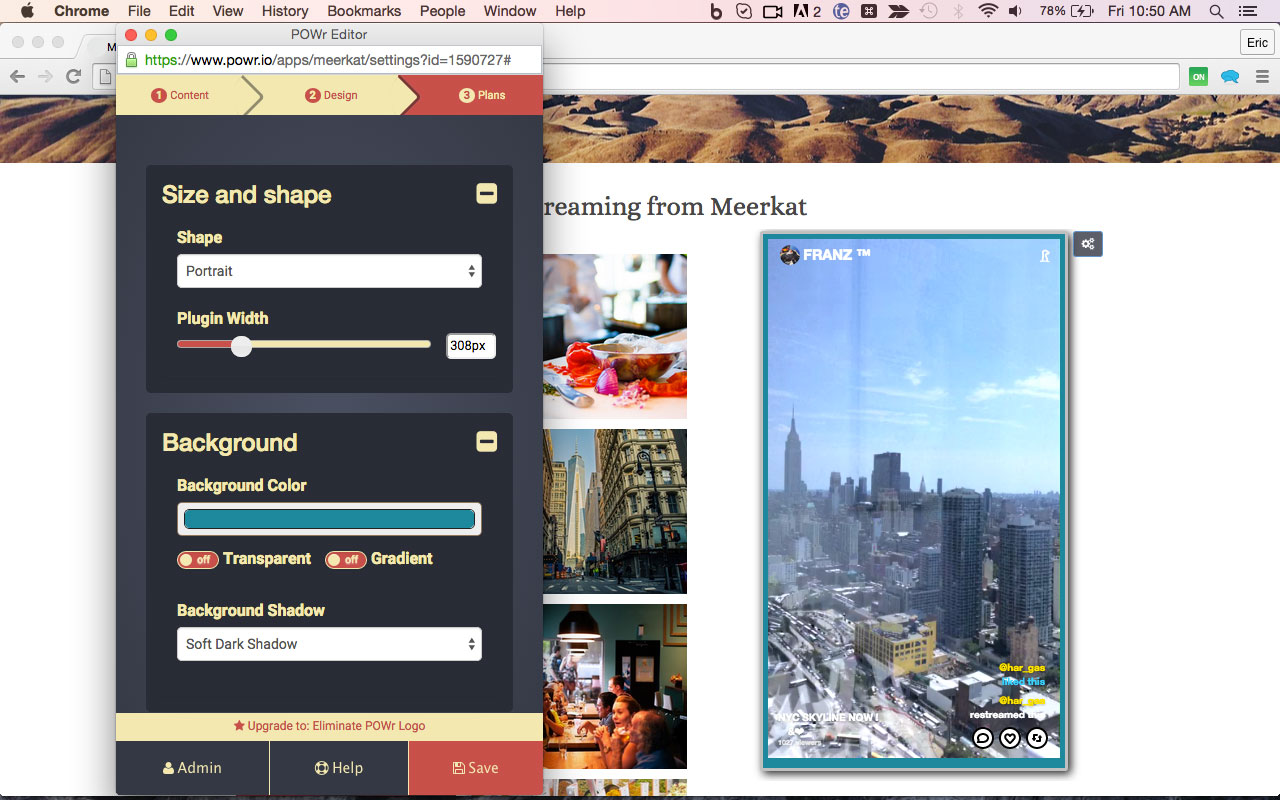 Chrome File Edit View History Bookmarks People Window Help
2
78%
Fri 10:50 AM
POWr Editor
M
Eric
https://www.powr.io/apps/meerkat/settings?id=1590727#
ON
1 Content
2 Design
3 Plans
Size and shape
Shape
Portrait
Plugin Width
308px
Background
Background Color
off Transparent off Gradient
Background Shadow
Soft Dark Shadow
Upgrade to: Eliminate POWr Logo
Admin
Help
Save
reaming from Meerkat
FRANZ ™
@har_gas
liked this
@har_gas
restreamed
NYC SKYLINE NOW !
viewers